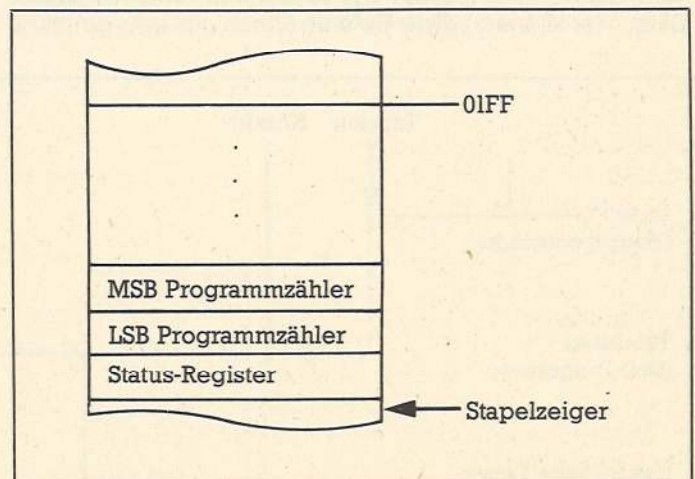 01FF
MSB Programmzähler
LSB Programmzähler
Status-Register
Stapelzeiger